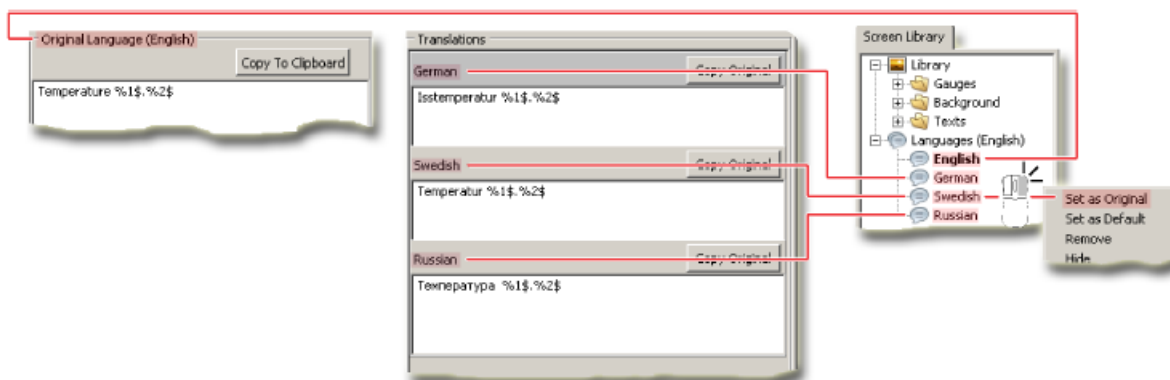 Original Language (English)
Copy To Clipboard
Temperature %1$.%2$
Translations
German
Copy Original
Isstemperatur %1$.%2$
Swedish
Copy Original
Temperatur %1$.%2$
Russian
Copy Original
Температура %1$.%2$
Screen Library
Library
Gauges
Background
Texts
Languages (English)
English
German
Swedish
Russian
Set as Original
Set as Default
Remove
Hide